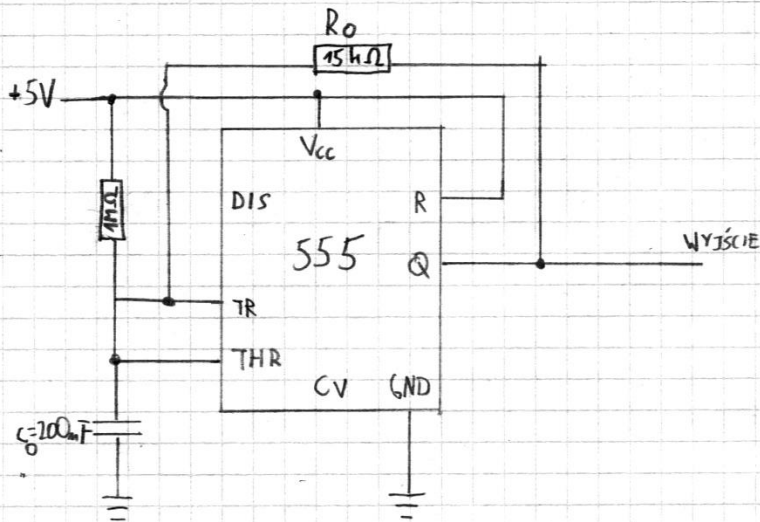 R0
15kΩ
+5V
Vcc
DIS
R
1MΩ
555
WYJŚCIE
Q
TR
THR
CV GND
C0=200nF